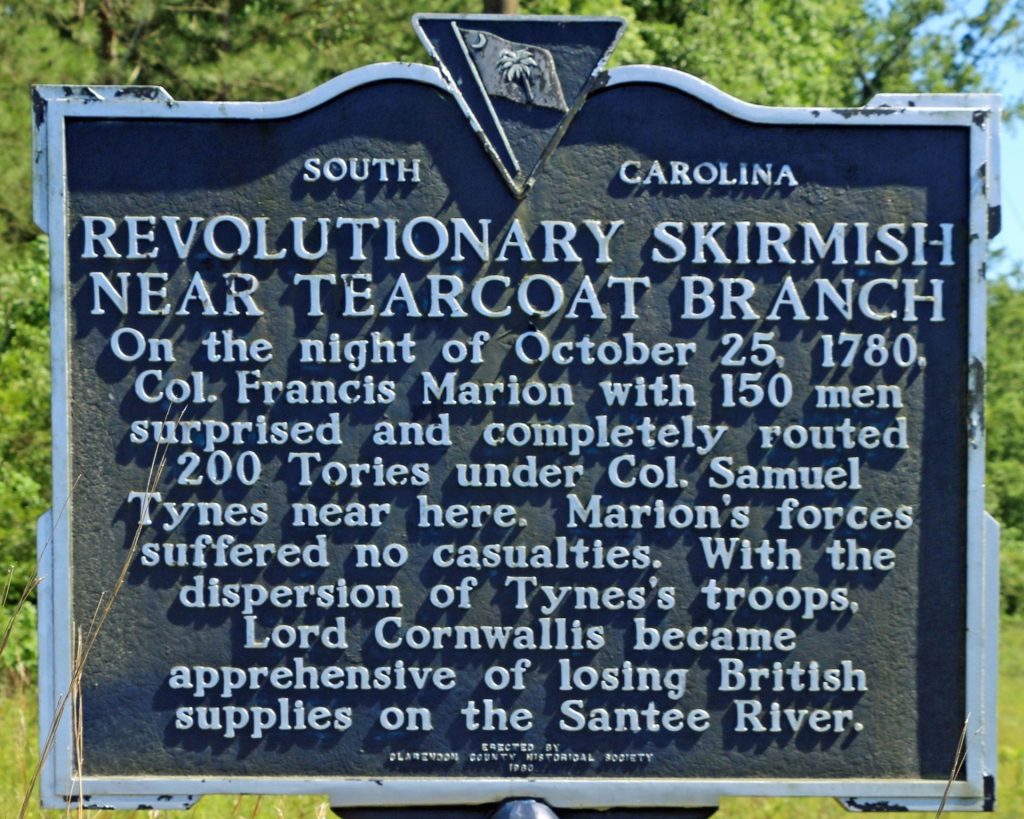 SOUTH CAROLINA
REVOLUTIONARY SKIRMISH
NEAR TEARCOAT BRANCH
On the night of October 25, 1780,
Col. Francis Marion with 150 men
surprised and completely routed
200 Tories under Col. Samuel
Tynes near here. Marion's forces
suffered no casualties. With the
dispersion of Tynes's troops,
Lord Cornwallis became
apprehensive of losing British
supplies on the Santee River.
ERECTED BY
CLARENDON COUNTY HISTORICAL SOCIETY
1980